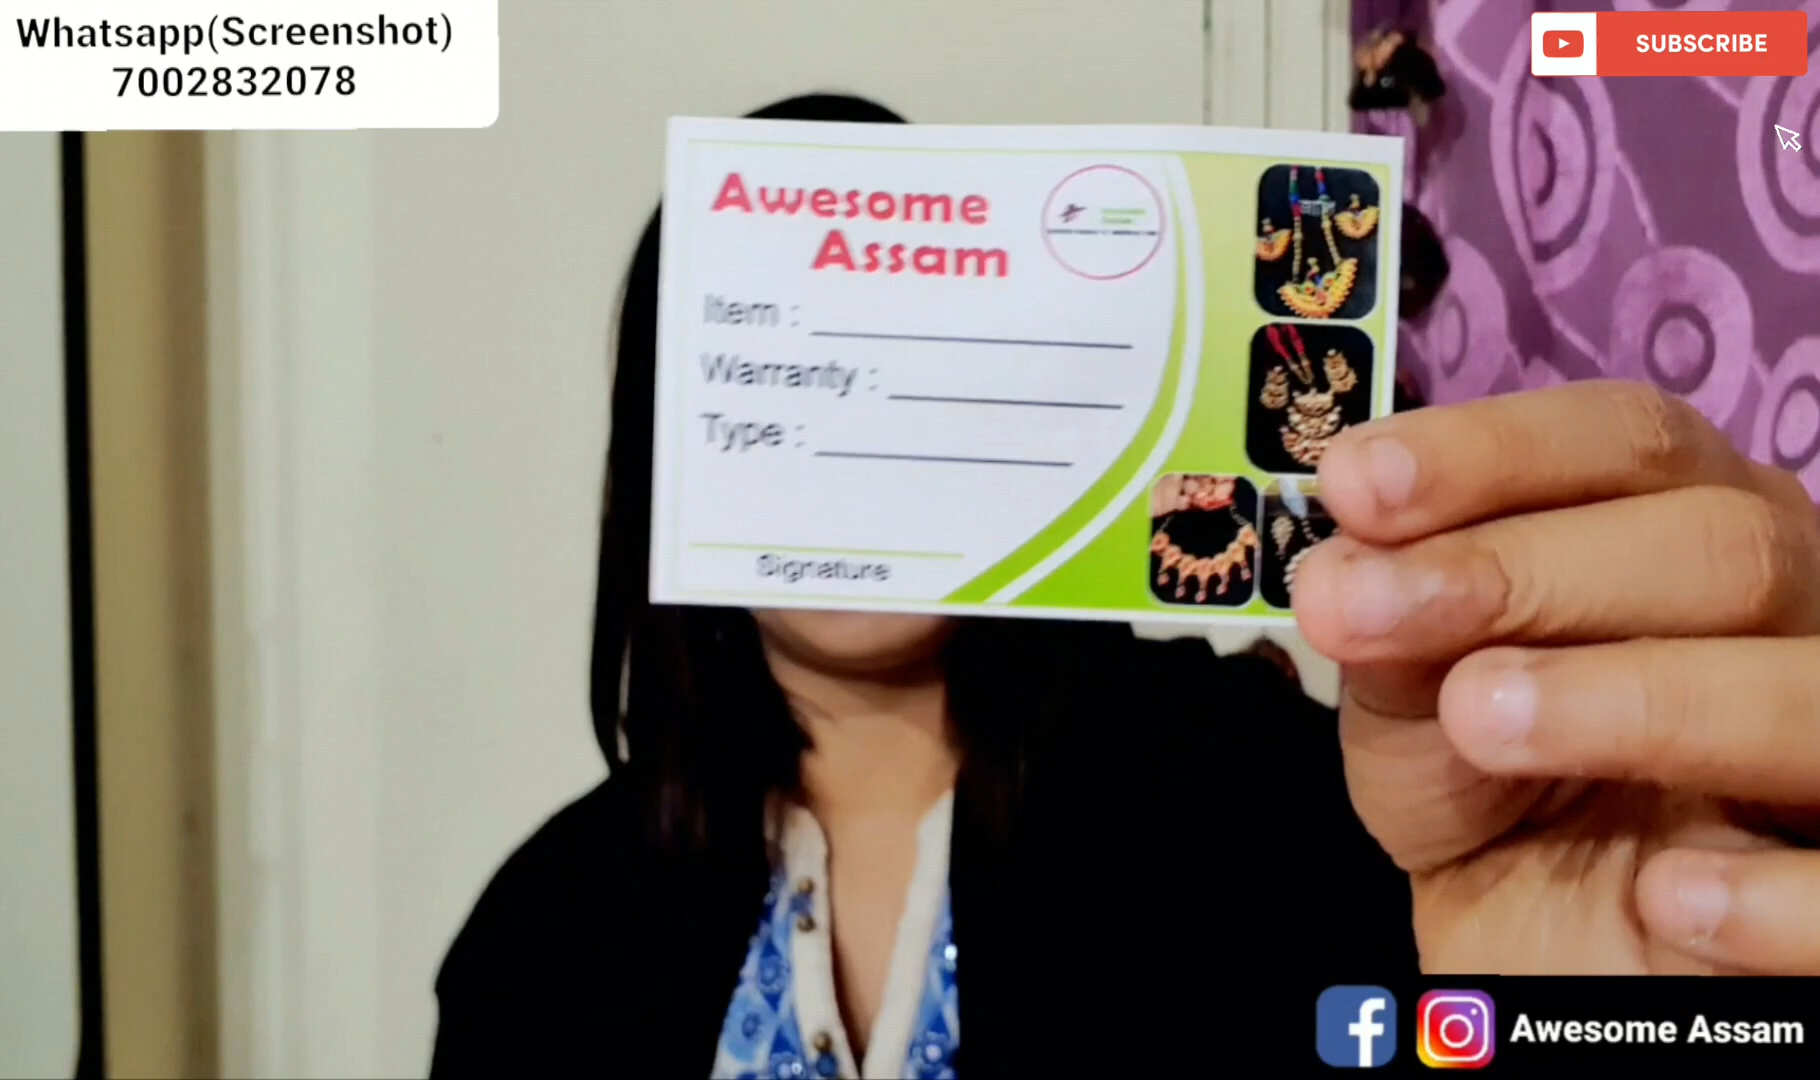 Whatsapp(Screenshot)
7002832078
SUBSCRIBE
Awesome
Assam
Item :
Warranty :
Type :
Signature
Awesome Assam